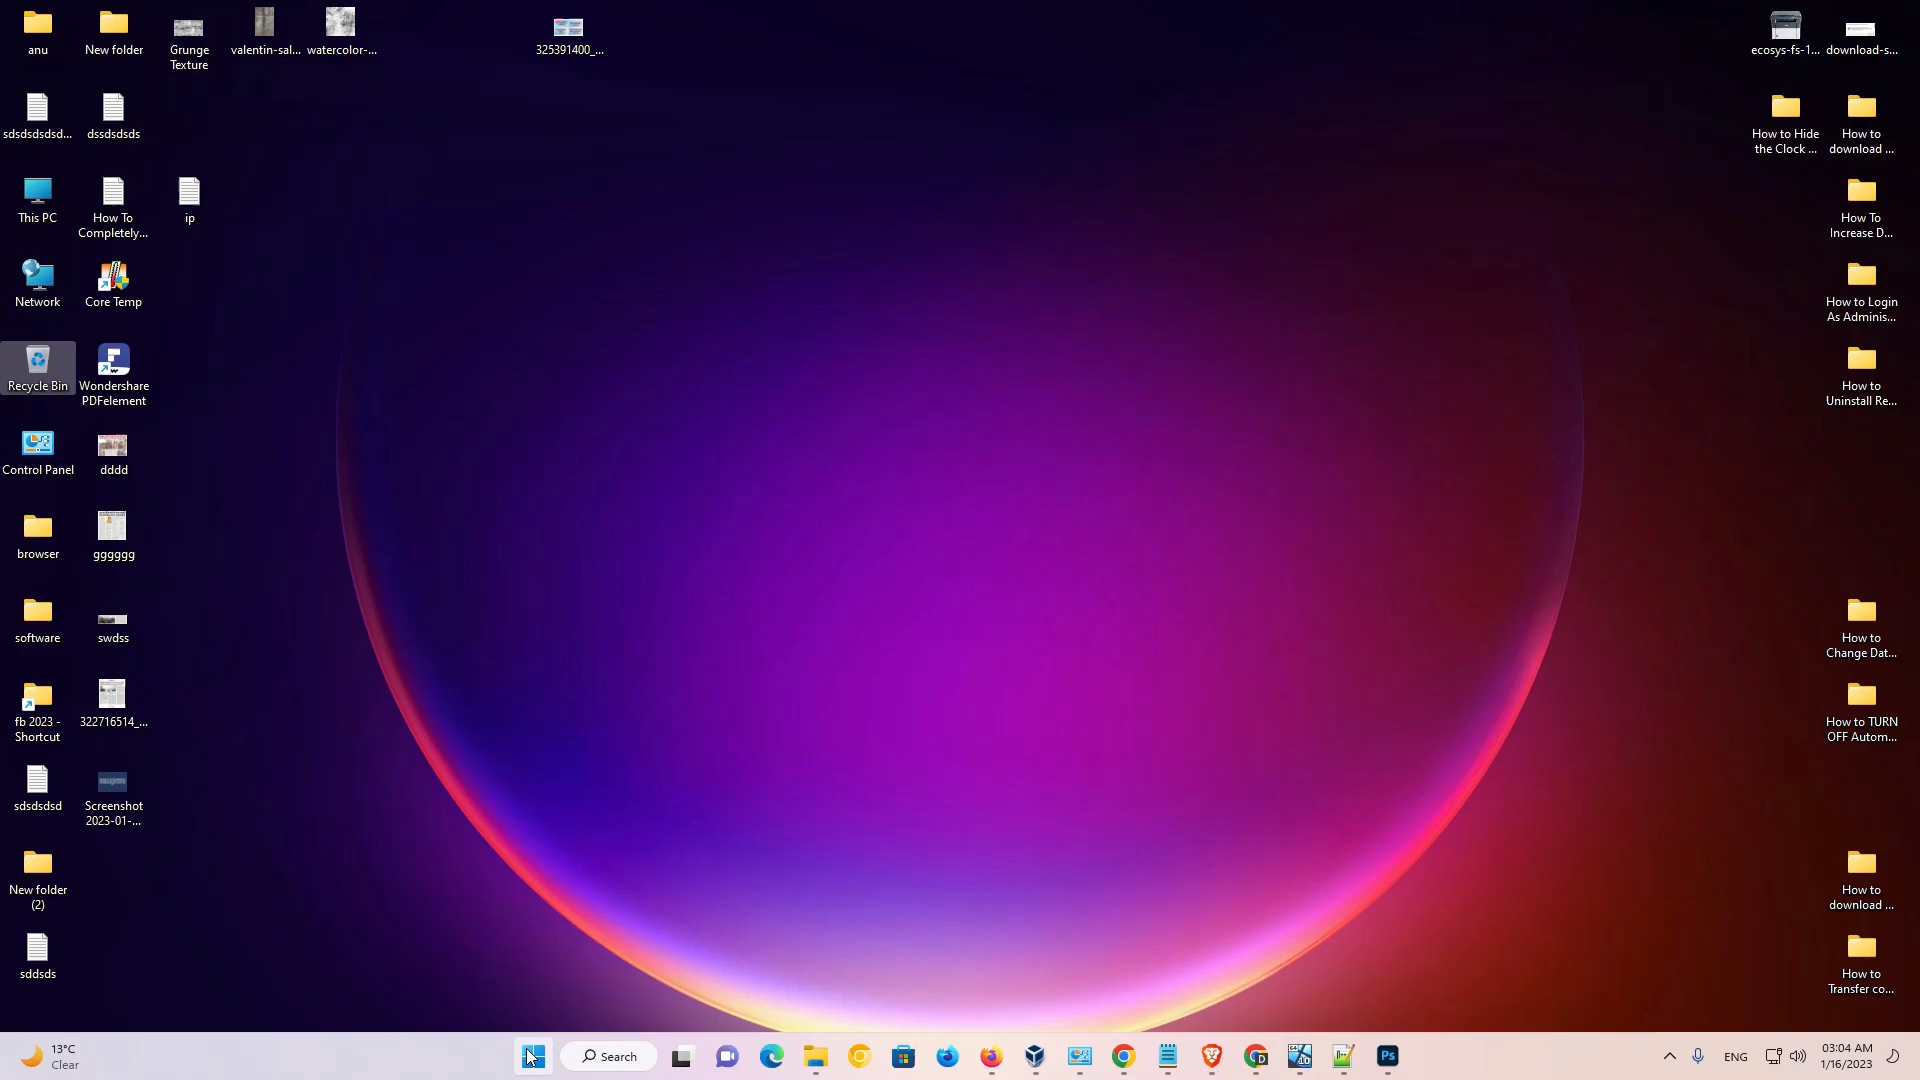 anu
New folder
Grunge
Texture
valentin-sal...
watercolor-...
325391400_...
ecosys-fs-1...
download-s...
sdsdsdsdsd...
dssdsdsds
How to Hide
the Clock ...
How to
download ...
This PC
How To
Completely...
ip
How To
Increase D...
Network
Core Temp
How to Login
As Adminis...
Recycle Bin
Wondershare
PDFelement
How to
Uninstall Re...
Control Panel
dddd
browser
gggggg
software
swdss
How to
Change Dat...
fb 2023 -
Shortcut
322716514_...
How to TURN
OFF Autom...
sdsdsdsd
Screenshot
2023-01-...
New folder
(2)
How to
download ...
sddsds
How to
Transfer co...
13°C
Clear
Search
D
64
10
Ps
ENG
03:04 AM
1/16/2023